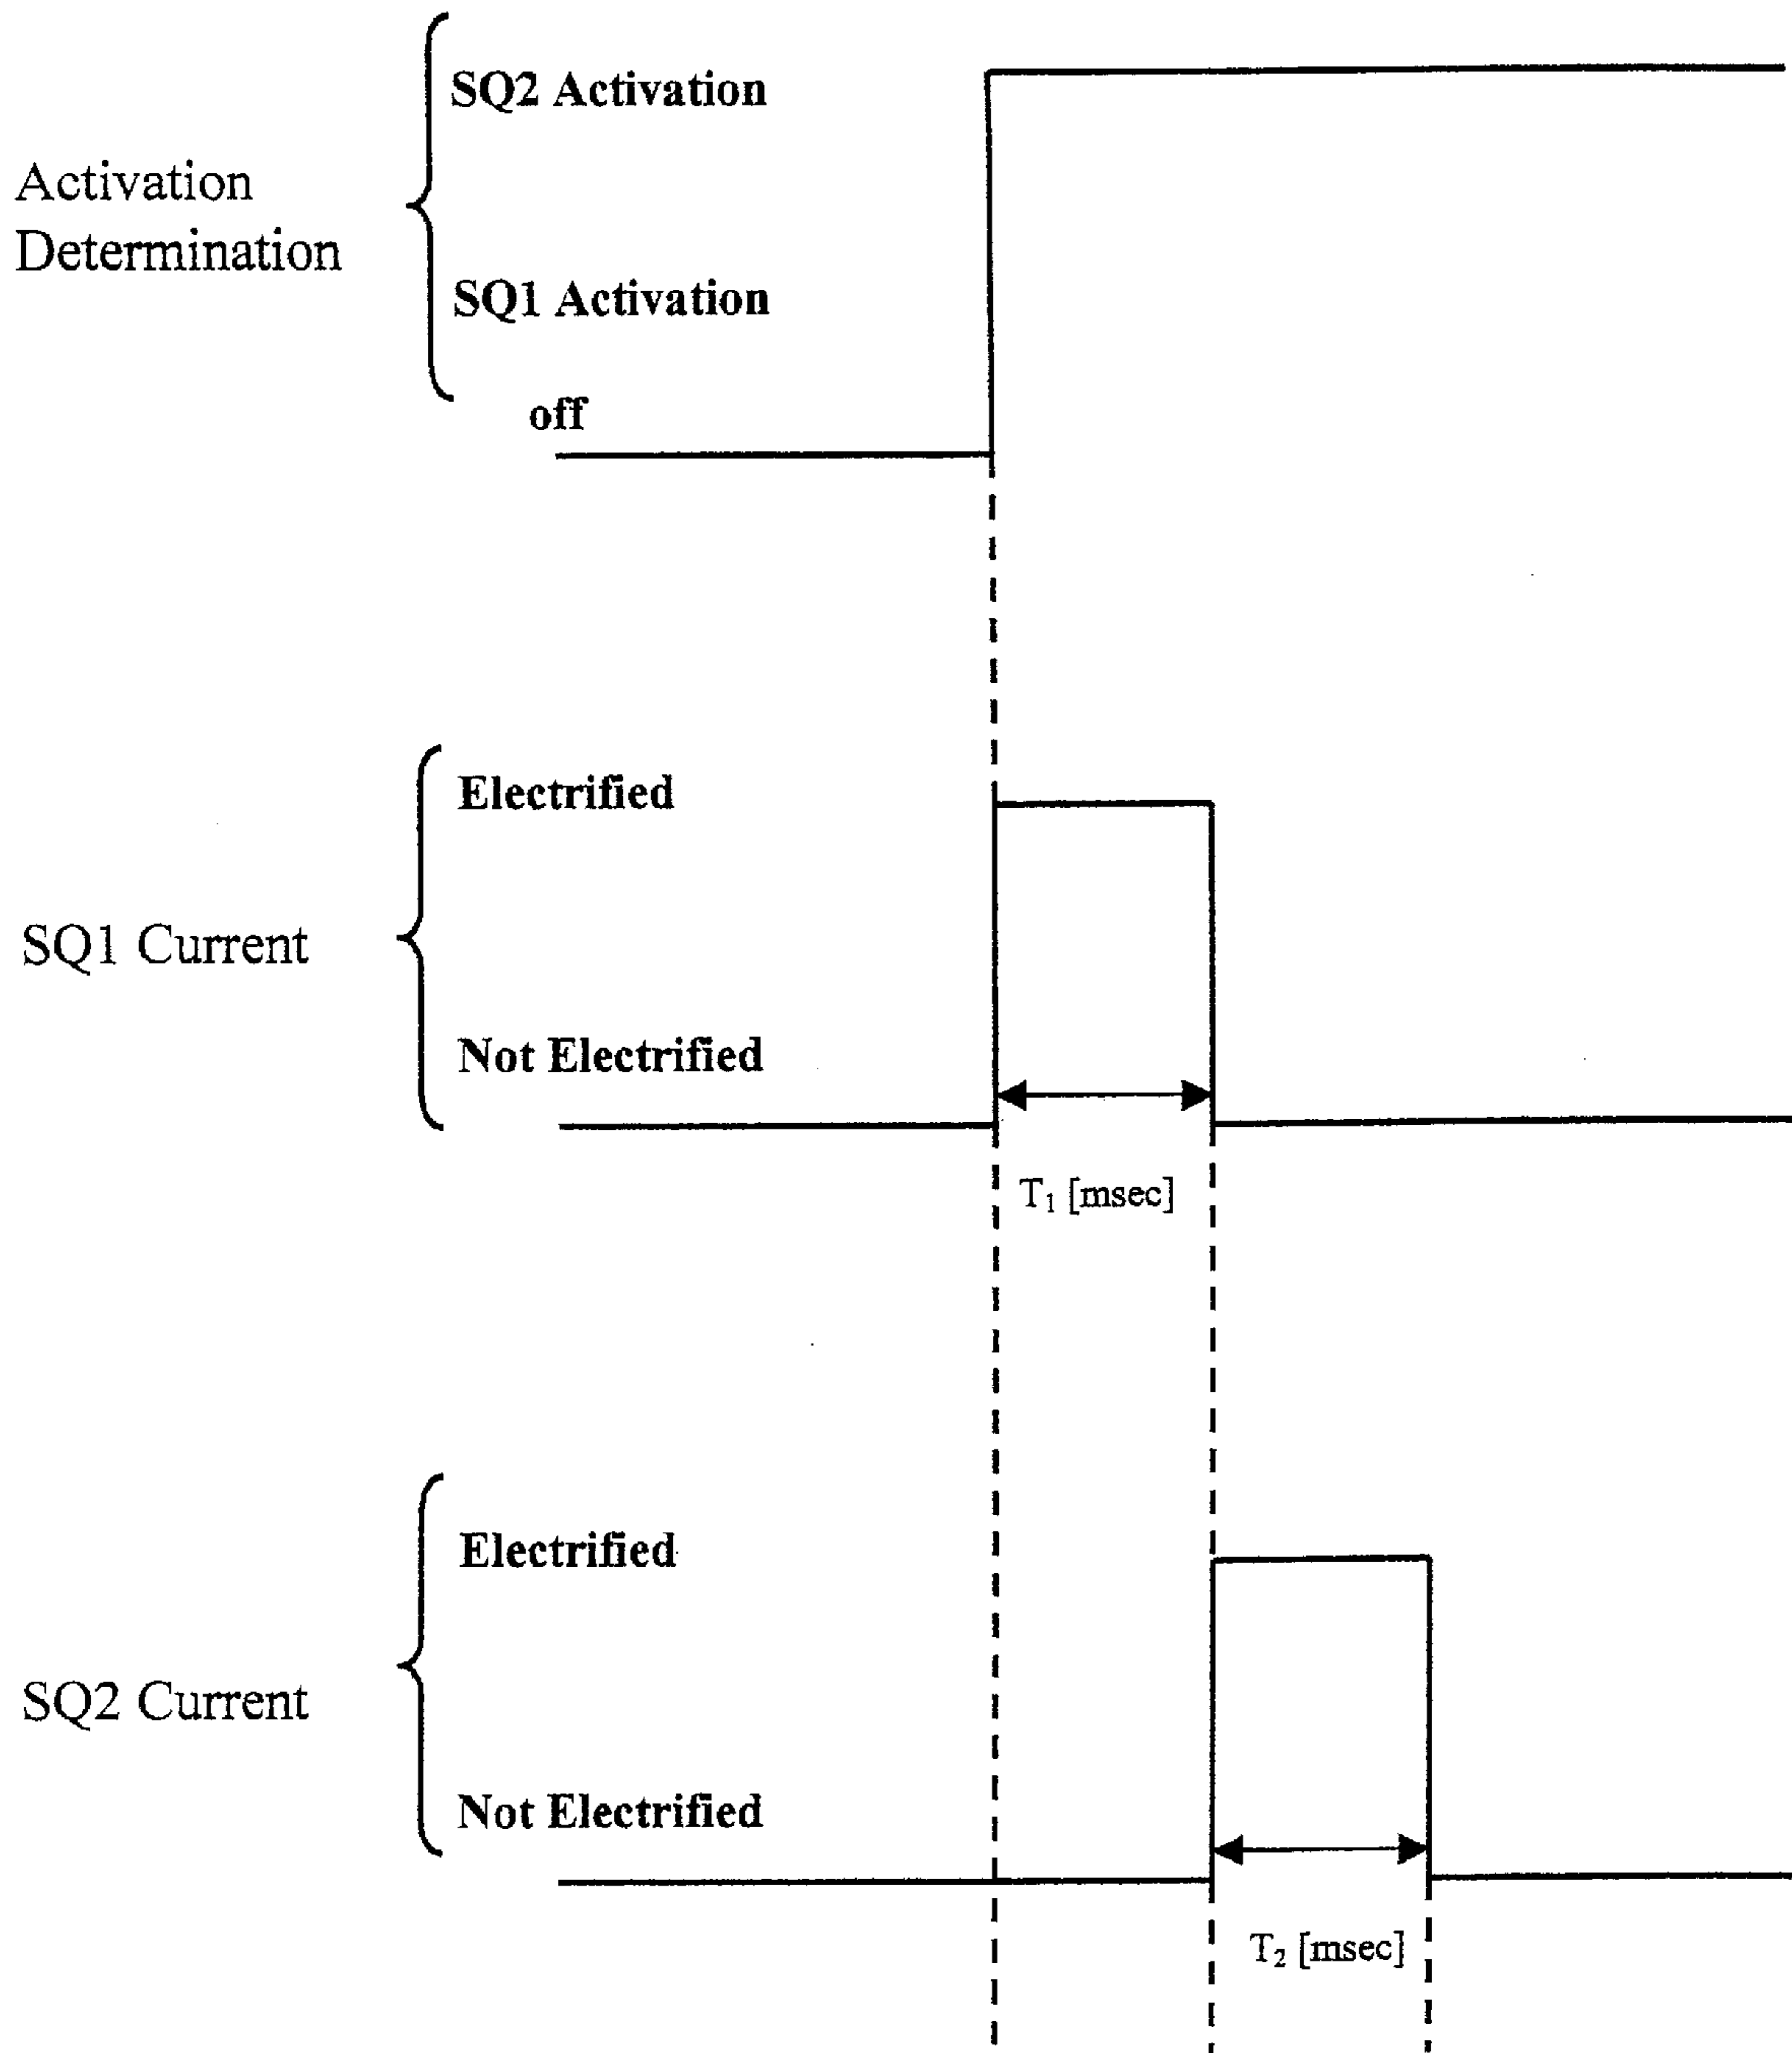 SQ2 Activation
Activation
Determination
SQ1 Activation
off
Electrified
SQ1 Current
Not Electrified
T₁ [msec]
Electrified
SQ2 Current
Not Electrified
T₂ [msec]